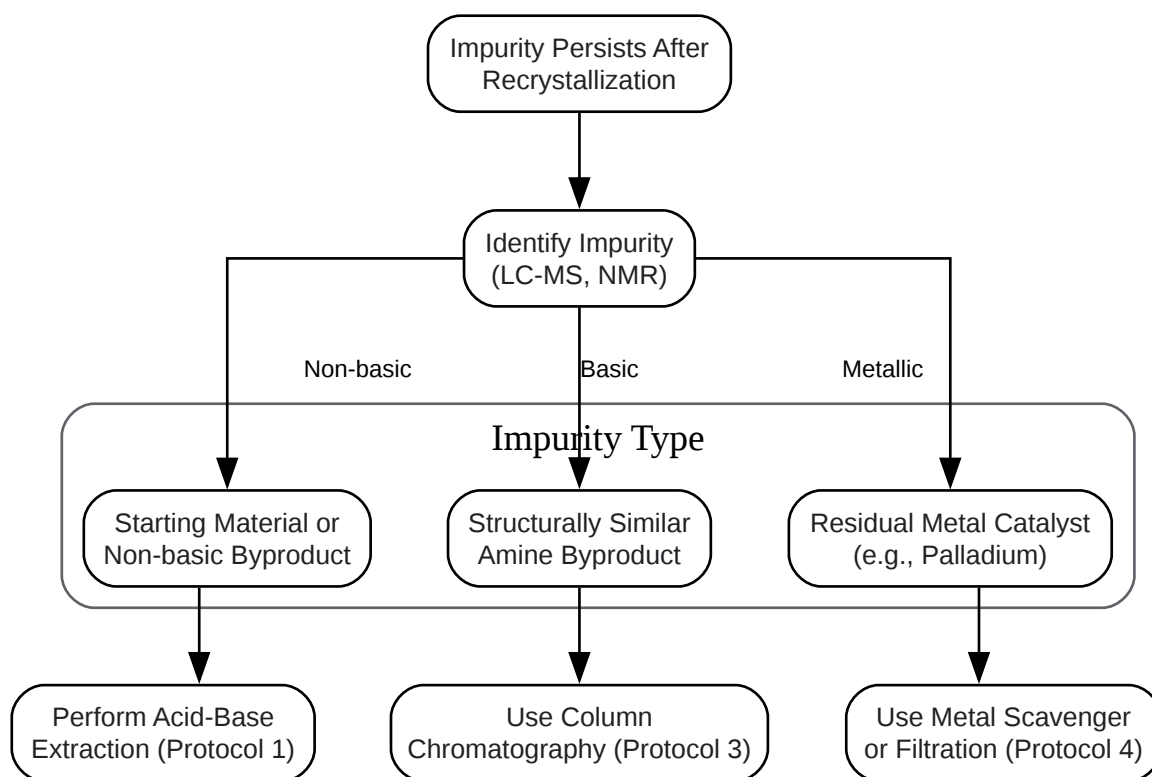 Impurity Persists After
Recrystallization
Identify Impurity
(LC-MS, NMR)
Non-basic
Basic
Metallic
Impurity Type
Starting Material or
Non-basic Byproduct
Structurally Similar
Amine Byproduct
Residual Metal Catalyst
(e.g., Palladium)
Perform Acid-Base
Extraction (Protocol 1)
Use Column
Chromatography (Protocol 3)
Use Metal Scavenger
or Filtration (Protocol 4)